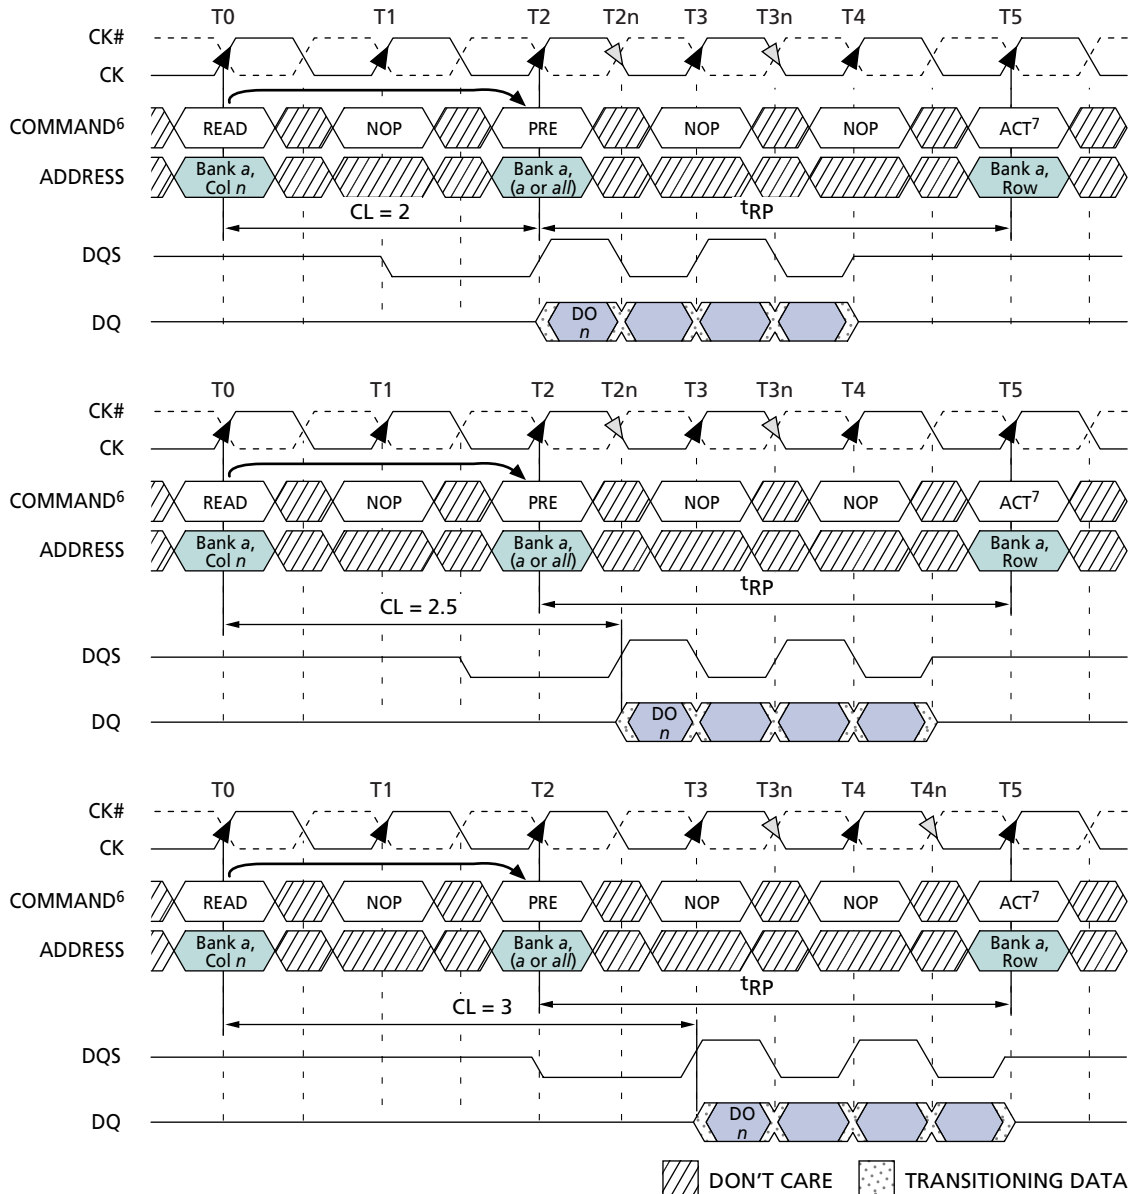 T0 T1 T2 T2n T3 T3n T4 T5
CK#
CK
COMMAND6 READ NOP PRE NOP NOP ACT7
ADDRESS Bank a, Col n Bank a, (a or all) Bank a, Row
CL = 2 tRP
DQS
DQ DO n
T0 T1 T2 T2n T3 T3n T4 T5
CK#
CK
COMMAND6 READ NOP PRE NOP NOP ACT7
ADDRESS Bank a, Col n Bank a, (a or all) Bank a, Row
tRP
CL = 2.5
DQS
DQ DO n
T0 T1 T2 T3 T3n T4 T4n T5
CK#
CK
COMMAND6 READ NOP PRE NOP NOP ACT7
ADDRESS Bank a, Col n Bank a, (a or all) Bank a, Row
tRP
CL = 3
DQS
DQ DO n
DON'T CARE TRANSITIONING DATA